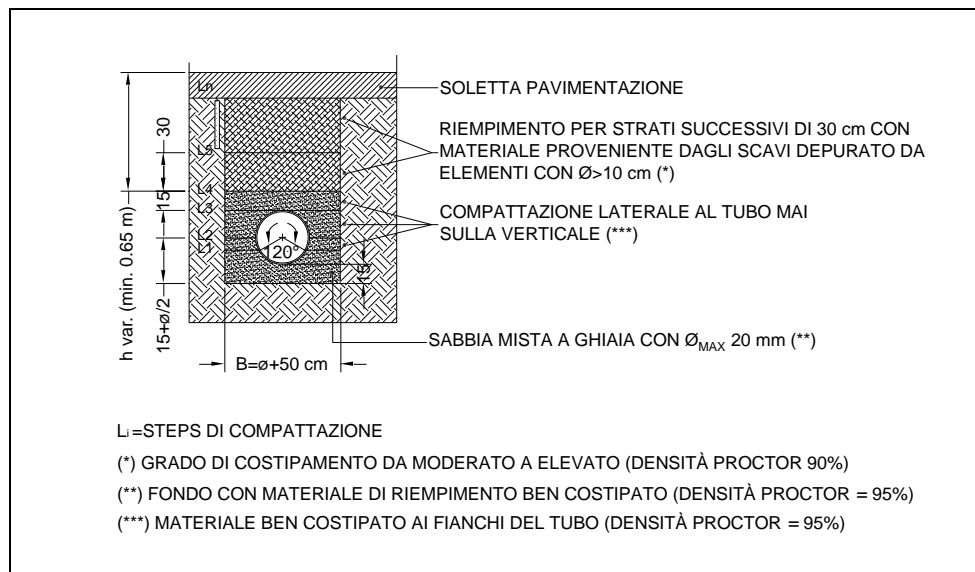 Ln
SOLETTA PAVIMENTAZIONE
RIEMPIMENTO PER STRATI SUCCESSIVI DI 30 cm CON
MATERIALE PROVENIENTE DAGLI SCAVI DEPURATO DA
ELEMENTI CON Ø>10 cm (*)
30
L5
L4
15
L3
COMPATTAZIONE LATERALE AL TUBO MAI
SULLA VERTICALE (***)
L2
L1
120°
15
h var. (min. 0.65 m)
15+ø/2
SABBIA MISTA A GHIAIA CON ØMAX 20 mm (**)
B=ø+50 cm
Li=STEPS DI COMPATTAZIONE
(*) GRADO DI COSTIPAMENTO DA MODERATO A ELEVATO (DENSITÀ PROCTOR 90%)
(**) FONDO CON MATERIALE DI RIEMPIMENTO BEN COSTIPATO (DENSITÀ PROCTOR = 95%)
(***) MATERIALE BEN COSTIPATO AI FIANCHI DEL TUBO (DENSITÀ PROCTOR = 95%)